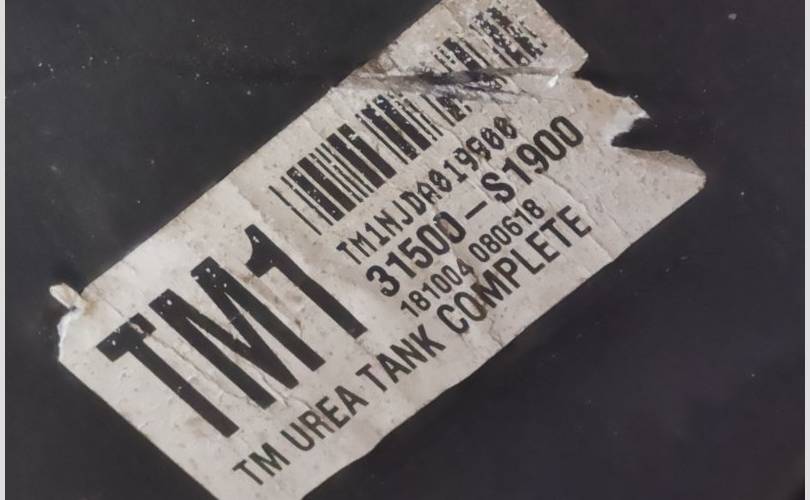 TM1
TM1NJDA019900
31500-S1900
181004 080618
TM UREA TANK COMPLETE